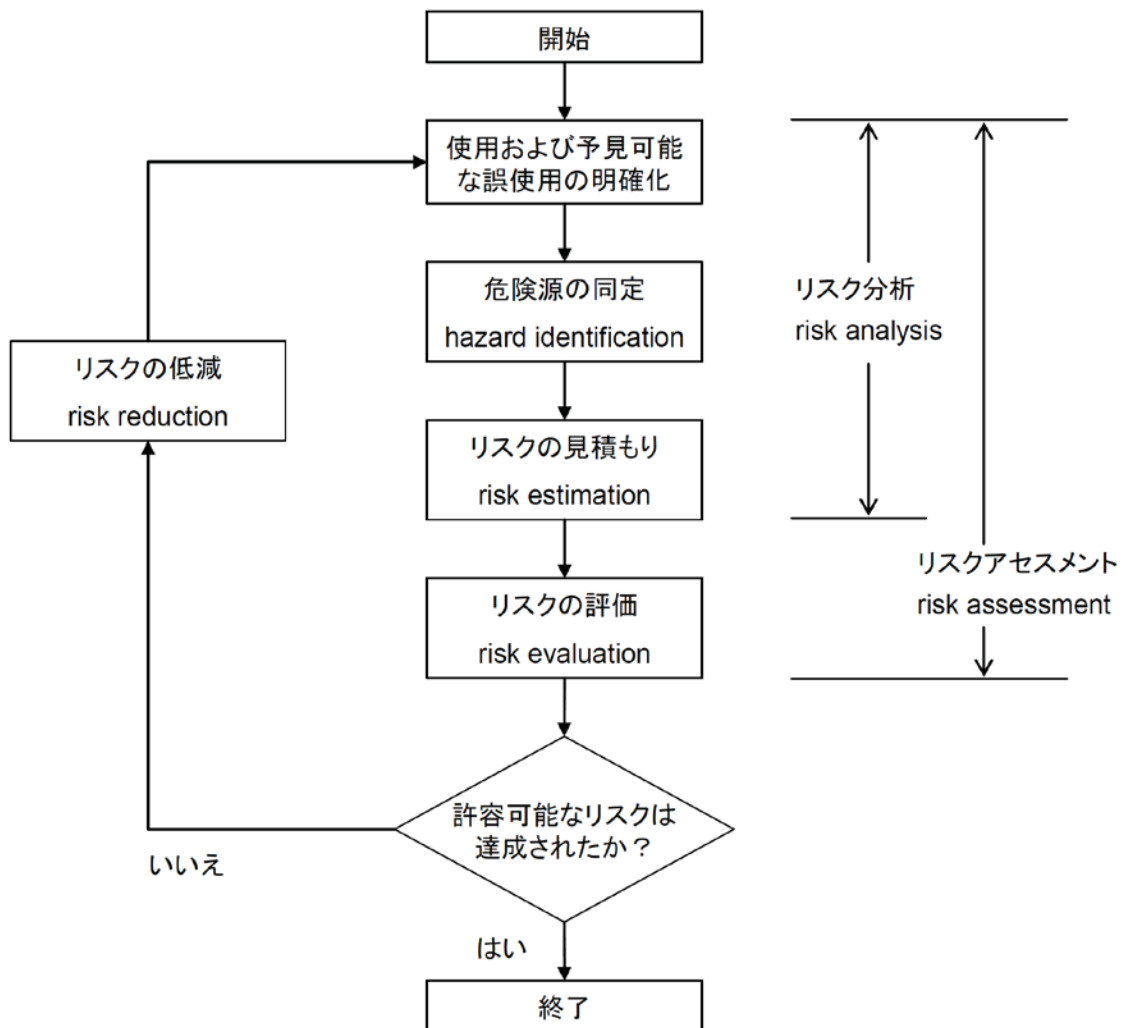 開始
使用および予見可能
な誤使用の明確化
危険源の同定
hazard identification
リスク分析
risk analysis
リスクの低減
risk reduction
リスクの見積もり
risk estimation
リスクアセスメント
risk assessment
リスクの評価
risk evaluation
許容可能なリスクは
達成されたか？
いいえ
はい
終了